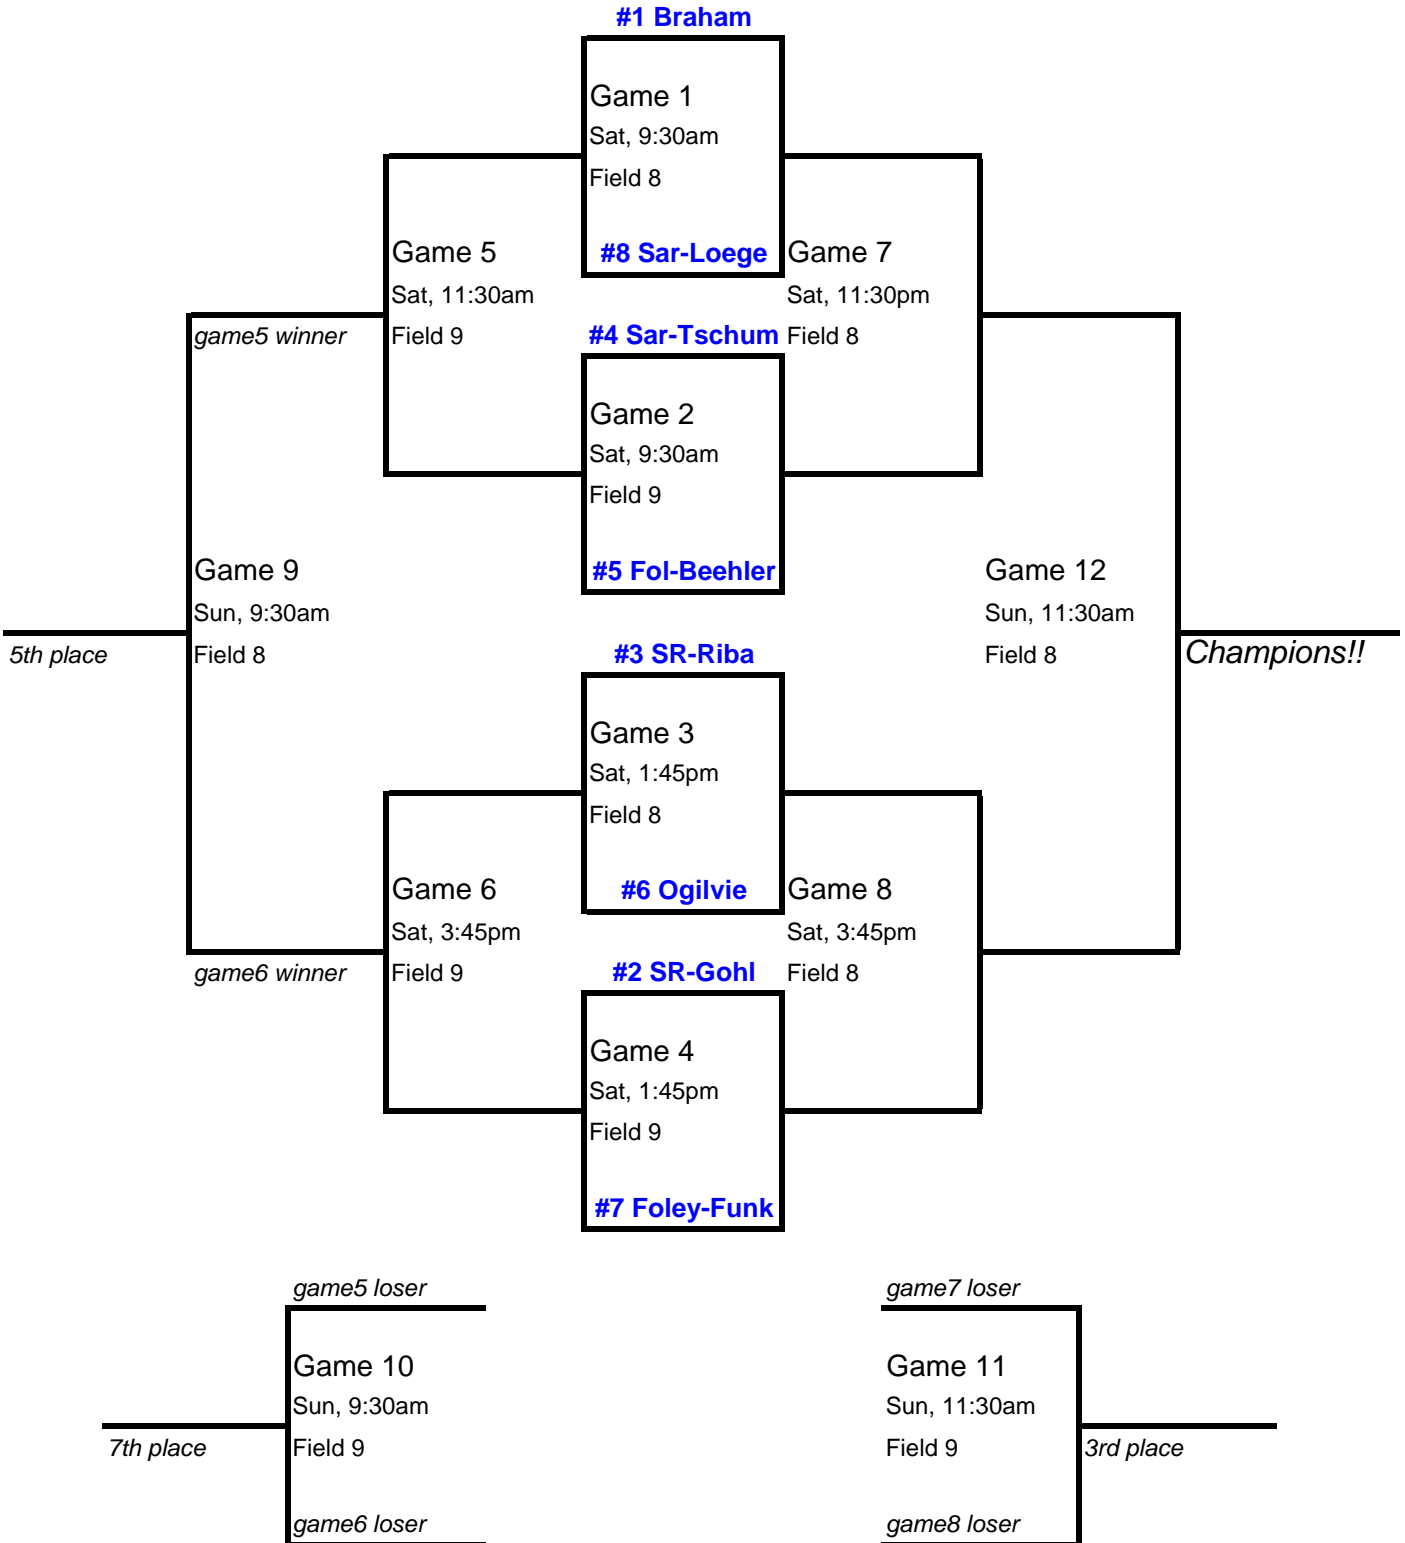 #1 Braham
Game 1
Sat, 9:30am
Field 8
#8 Sar-Loege
Game 5
Sat, 11:30am
Field 9
Game 7
Sat, 11:30pm
Field 8
game5 winner
#4 Sar-Tschum
Game 2
Sat, 9:30am
Field 9
#5 Fol-Beehler
Game 9
Sun, 9:30am
Field 8
5th place
Game 12
Sun, 11:30am
Field 8
Champions!!
#3 SR-Riba
Game 3
Sat, 1:45pm
Field 8
#6 Ogilvie
Game 6
Sat, 3:45pm
Field 9
Game 8
Sat, 3:45pm
Field 8
game6 winner
#2 SR-Gohl
Game 4
Sat, 1:45pm
Field 9
#7 Foley-Funk
game5 loser
Game 10
Sun, 9:30am
Field 9
7th place
game6 loser
game7 loser
Game 11
Sun, 11:30am
Field 9
3rd place
game8 loser